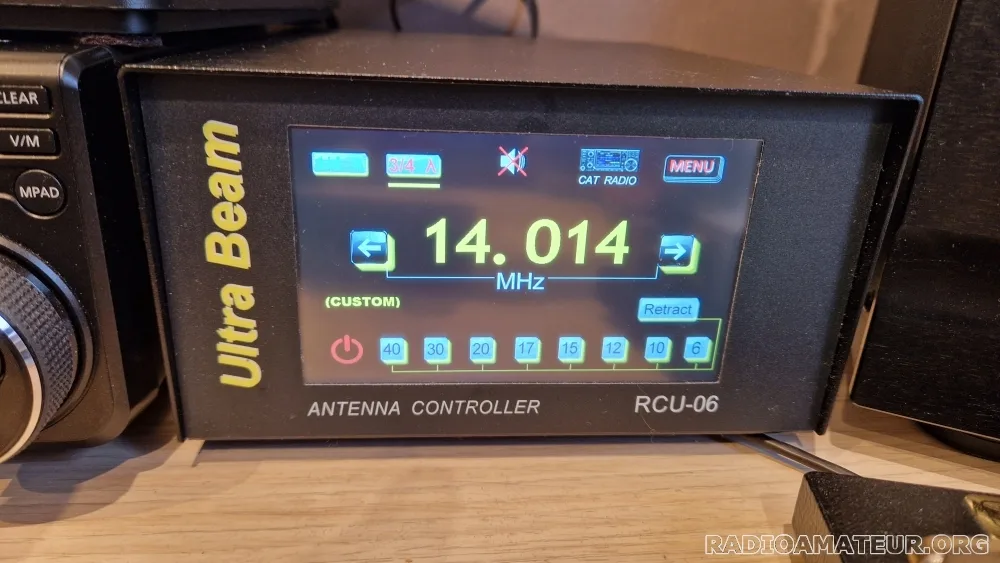 CLEAR
V/M
MPAD
Ultra Beam
3/4 λ
CAT RADIO
MENU
14. 014
MHz
(CUSTOM)
Retract
40 30 20 17 15 12 10 6
ANTENNA CONTROLLER
RCU-06
RADIOAMATEUR.ORG